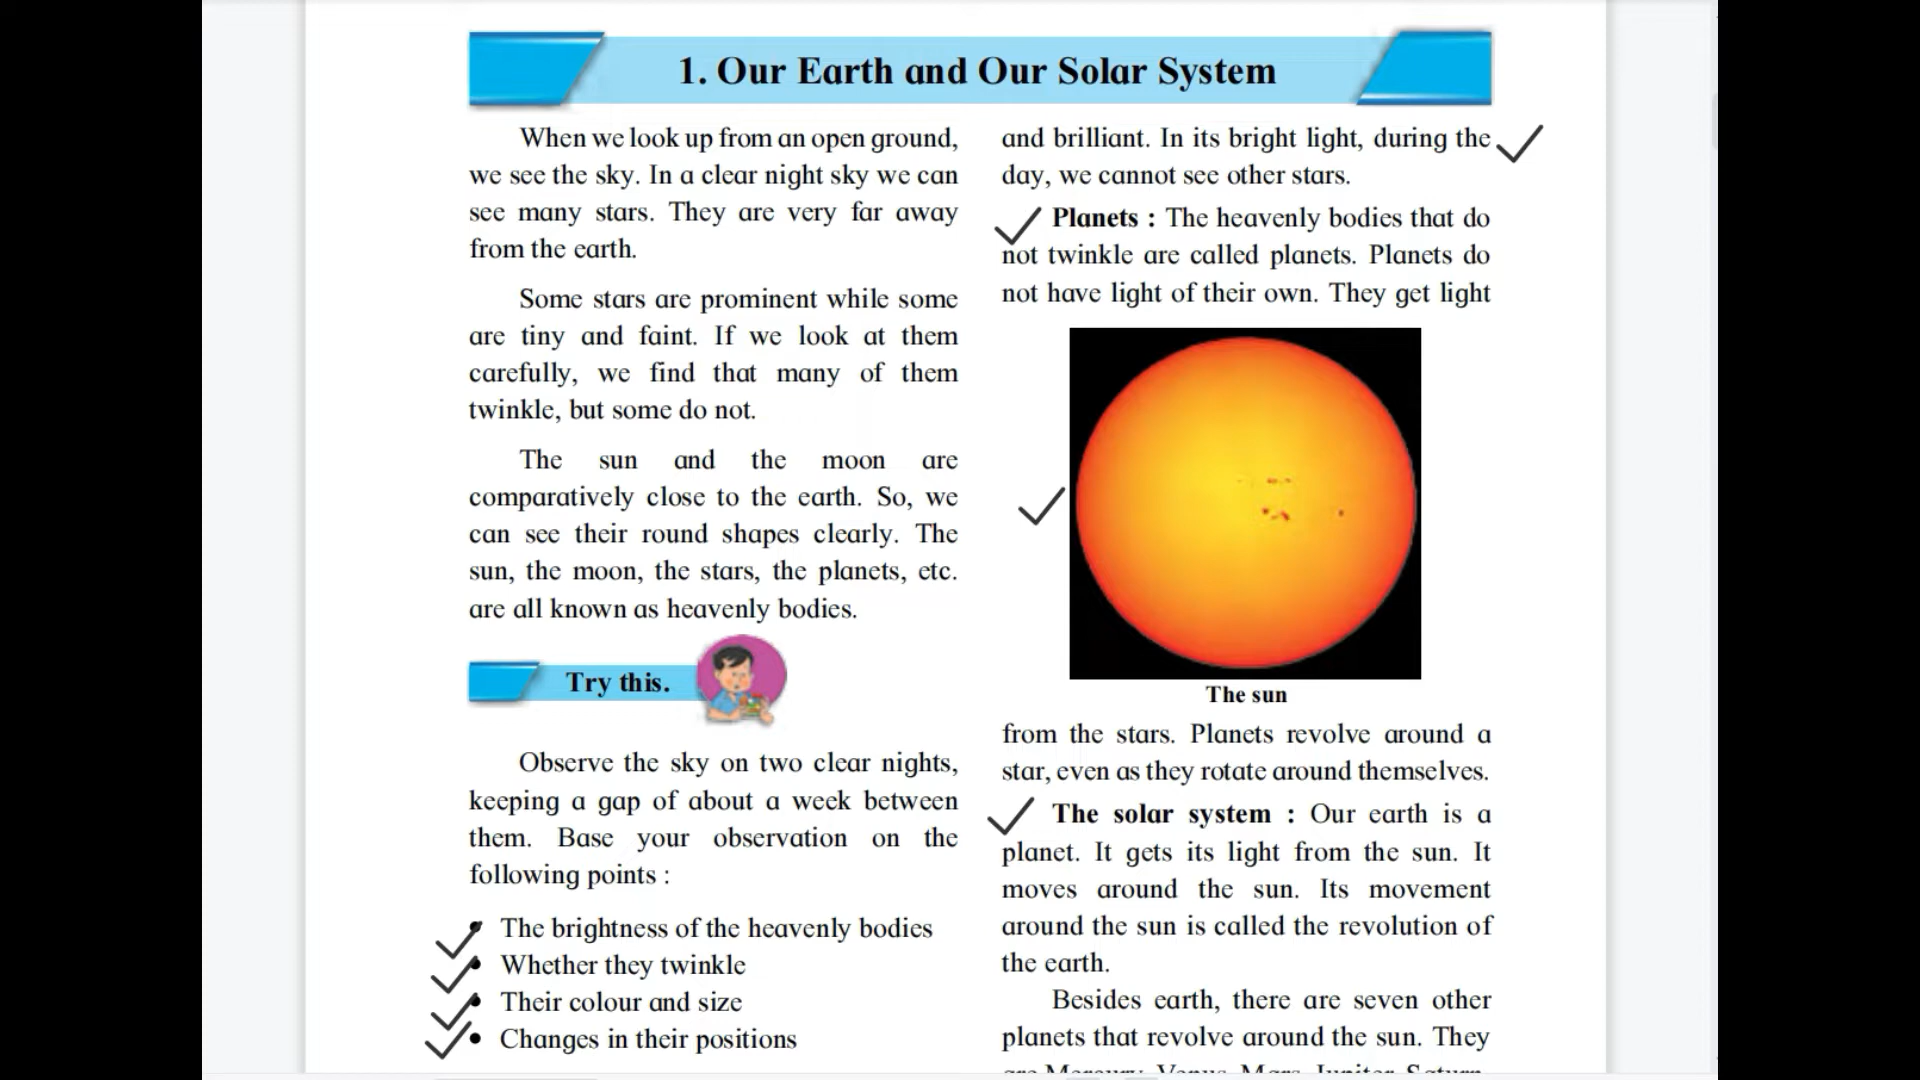 1. Our Earth and Our Solar System
When we look up from an open ground,
we see the sky. In a clear night sky we can
see many stars. They are very far away
from the earth.
Some stars are prominent while some
are tiny and faint. If we look at them
carefully, we find that many of them
twinkle, but some do not.
The sun and the moon are
comparatively close to the earth. So, we
can see their round shapes clearly. The
sun, the moon, the stars, the planets, etc.
are all known as heavenly bodies.
Try this.
Observe the sky on two clear nights,
keeping a gap of about a week between
them. Base your observation on the
following points :
• The brightness of the heavenly bodies
• Whether they twinkle
• Their colour and size
• Changes in their positions
and brilliant. In its bright light, during the
day, we cannot see other stars.
Planets : The heavenly bodies that do
not twinkle are called planets. Planets do
not have light of their own. They get light
The sun
from the stars. Planets revolve around a
star, even as they rotate around themselves.
The solar system : Our earth is a
planet. It gets its light from the sun. It
moves around the sun. Its movement
around the sun is called the revolution of
the earth.
Besides earth, there are seven other
planets that revolve around the sun. They
are Mercury, Venus, Mars, Jupiter, Saturn,